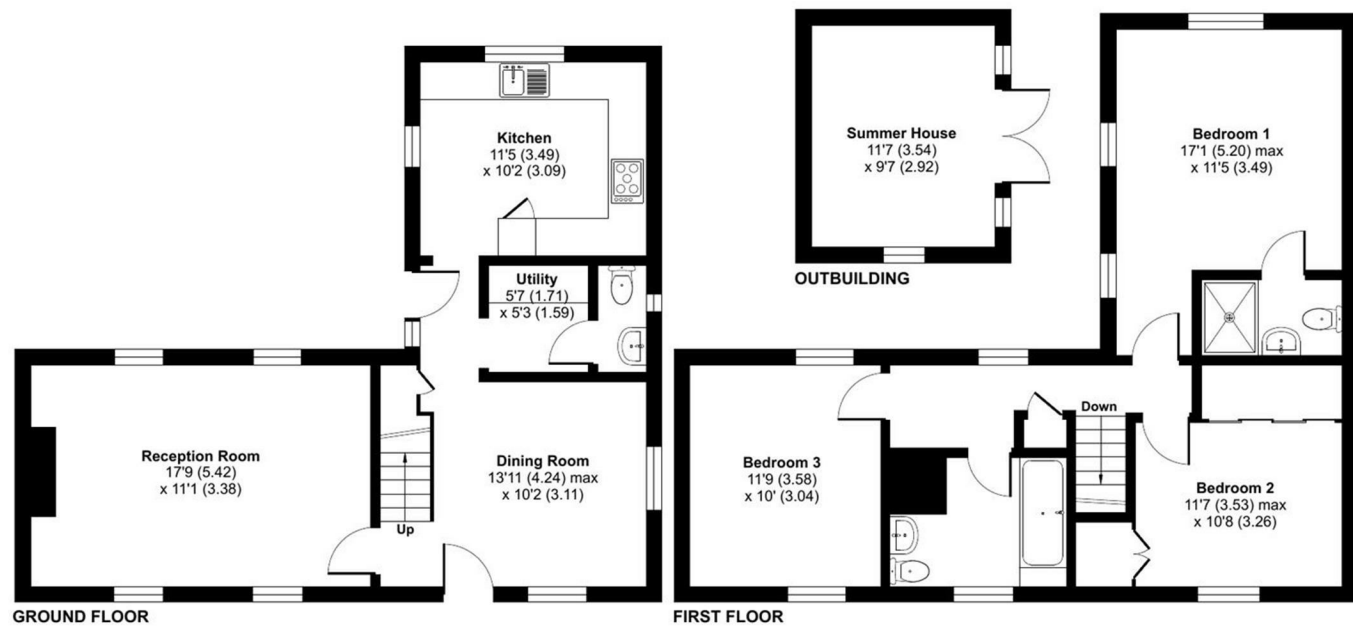 Kitchen
11'5 (3.49)
x 10'2 (3.09)
Utility
5'7 (1.71)
x 5'3 (1.59)
Reception Room
17'9 (5.42)
x 11'1 (3.38)
Up
Dining Room
13'11 (4.24) max
x 10'2 (3.11)
GROUND FLOOR
Summer House
11'7 (3.54)
x 9'7 (2.92)
OUTBUILDING
Bedroom 1
17'1 (5.20) max
x 11'5 (3.49)
Down
Bedroom 3
11'9 (3.58)
x 10' (3.04)
Bedroom 2
11'7 (3.53) max
x 10'8 (3.26)
FIRST FLOOR